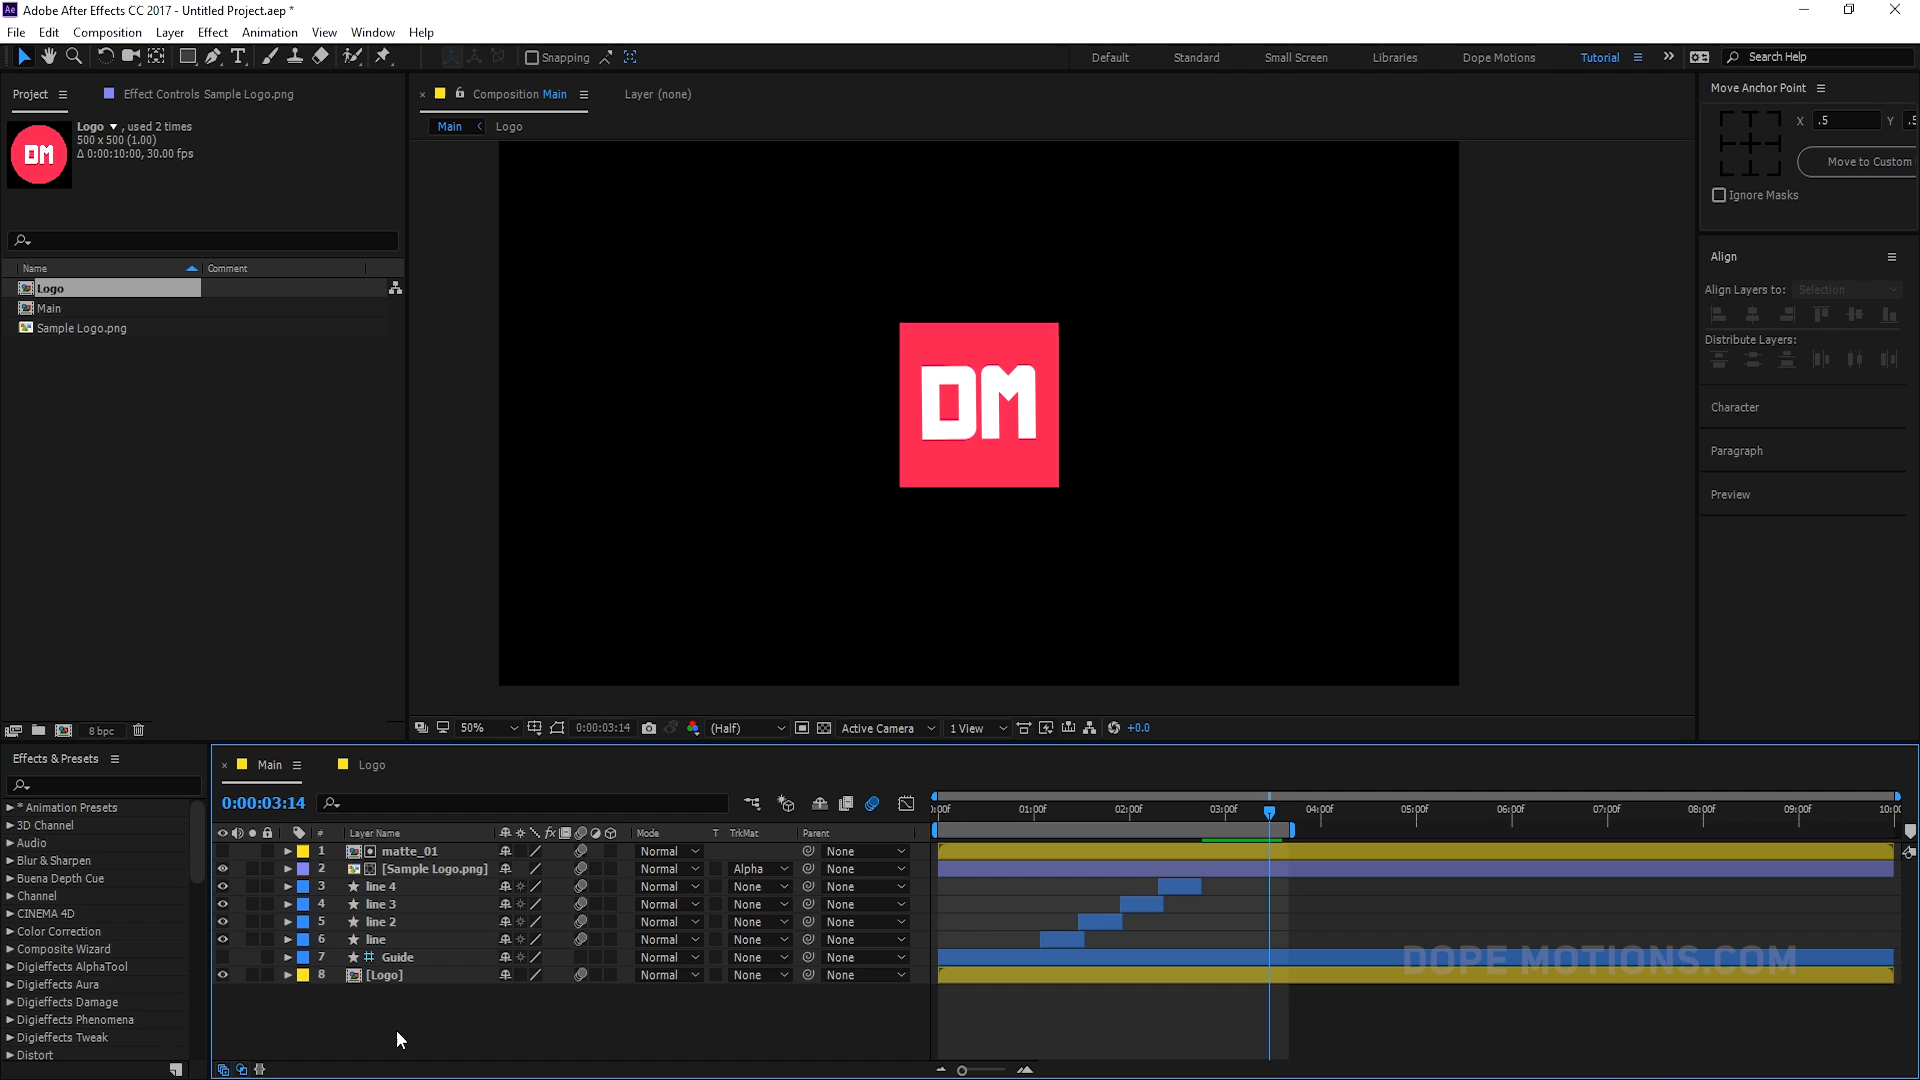 Adobe After Effects CC 2017 - Untitled Project.aep *
File Edit Composition Layer Effect Animation View Window Help
Snapping Default Standard Small Screen Libraries Dope Motions Tutorial Search Help
Project Effect Controls Sample Logo.png
Composition Main Layer (none)
Move Anchor Point
Logo , used 2 times
500 x 500 (1.00)
Δ 0:00:10:00, 30.00 fps
Main Logo
X .5 Y .5
Move to Custom
Ignore Masks
DM
Name Comment
Logo
Main
Sample Logo.png
DM
Align
Align Layers to: Selection
Distribute Layers:
Character
Paragraph
Preview
8 bpc
50% 0:00:03:14 (Half) Active Camera 1 View +0.0
Effects & Presets
* Animation Presets
3D Channel
Audio
Blur & Sharpen
Buena Depth Cue
Channel
CINEMA 4D
Color Correction
Composite Wizard
Digieffects AlphaTool
Digieffects Aura
Digieffects Damage
Digieffects Phenomena
Digieffects Tweak
Distort
Main Logo
0:00:03:14
01:00f 02:00f 03:00f 04:00f 05:00f 06:00f 07:00f 08:00f 09:00f
# Layer Name Mode T TrkMat Parent
1 matte_01 Normal None
2 [Sample Logo.png] Normal Alpha None
3 line 4 Normal None None
4 line 3 Normal None None
5 line 2 Normal None None
6 line Normal None None
7 Guide Normal None None
8 [Logo] Normal None None
DOPE MOTIONS.COM